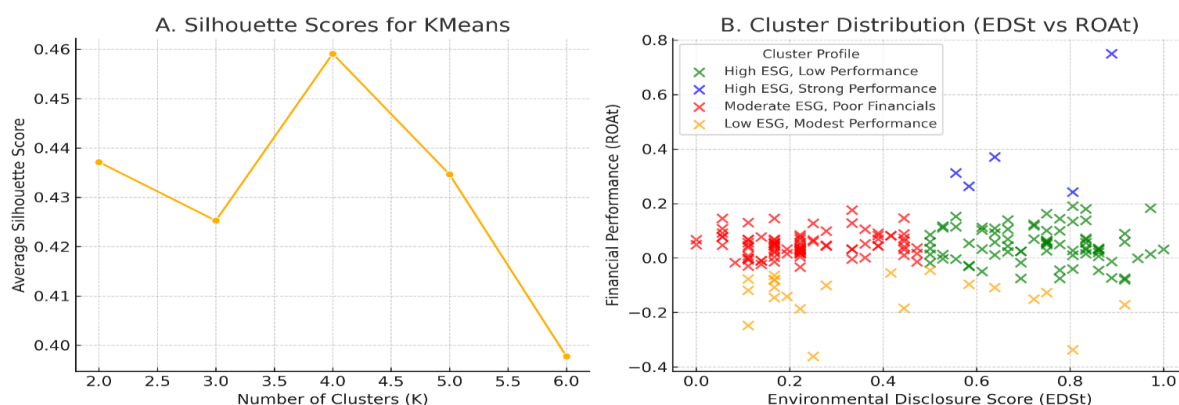 A. Silhouette Scores for KMeans
Average Silhouette Score
0.46
0.45
0.44
0.43
0.42
0.41
0.40
2.0 2.5 3.0 3.5 4.0 4.5 5.0 5.5 6.0
Number of Clusters (K)
B. Cluster Distribution (EDSt vs ROAt)
Financial Performance (ROAt)
0.8
0.6
0.4
0.2
0.0
−0.2
−0.4
Cluster Profile
High ESG, Low Performance
High ESG, Strong Performance
Moderate ESG, Poor Financials
Low ESG, Modest Performance
0.0 0.2 0.4 0.6 0.8 1.0
Environmental Disclosure Score (EDSt)